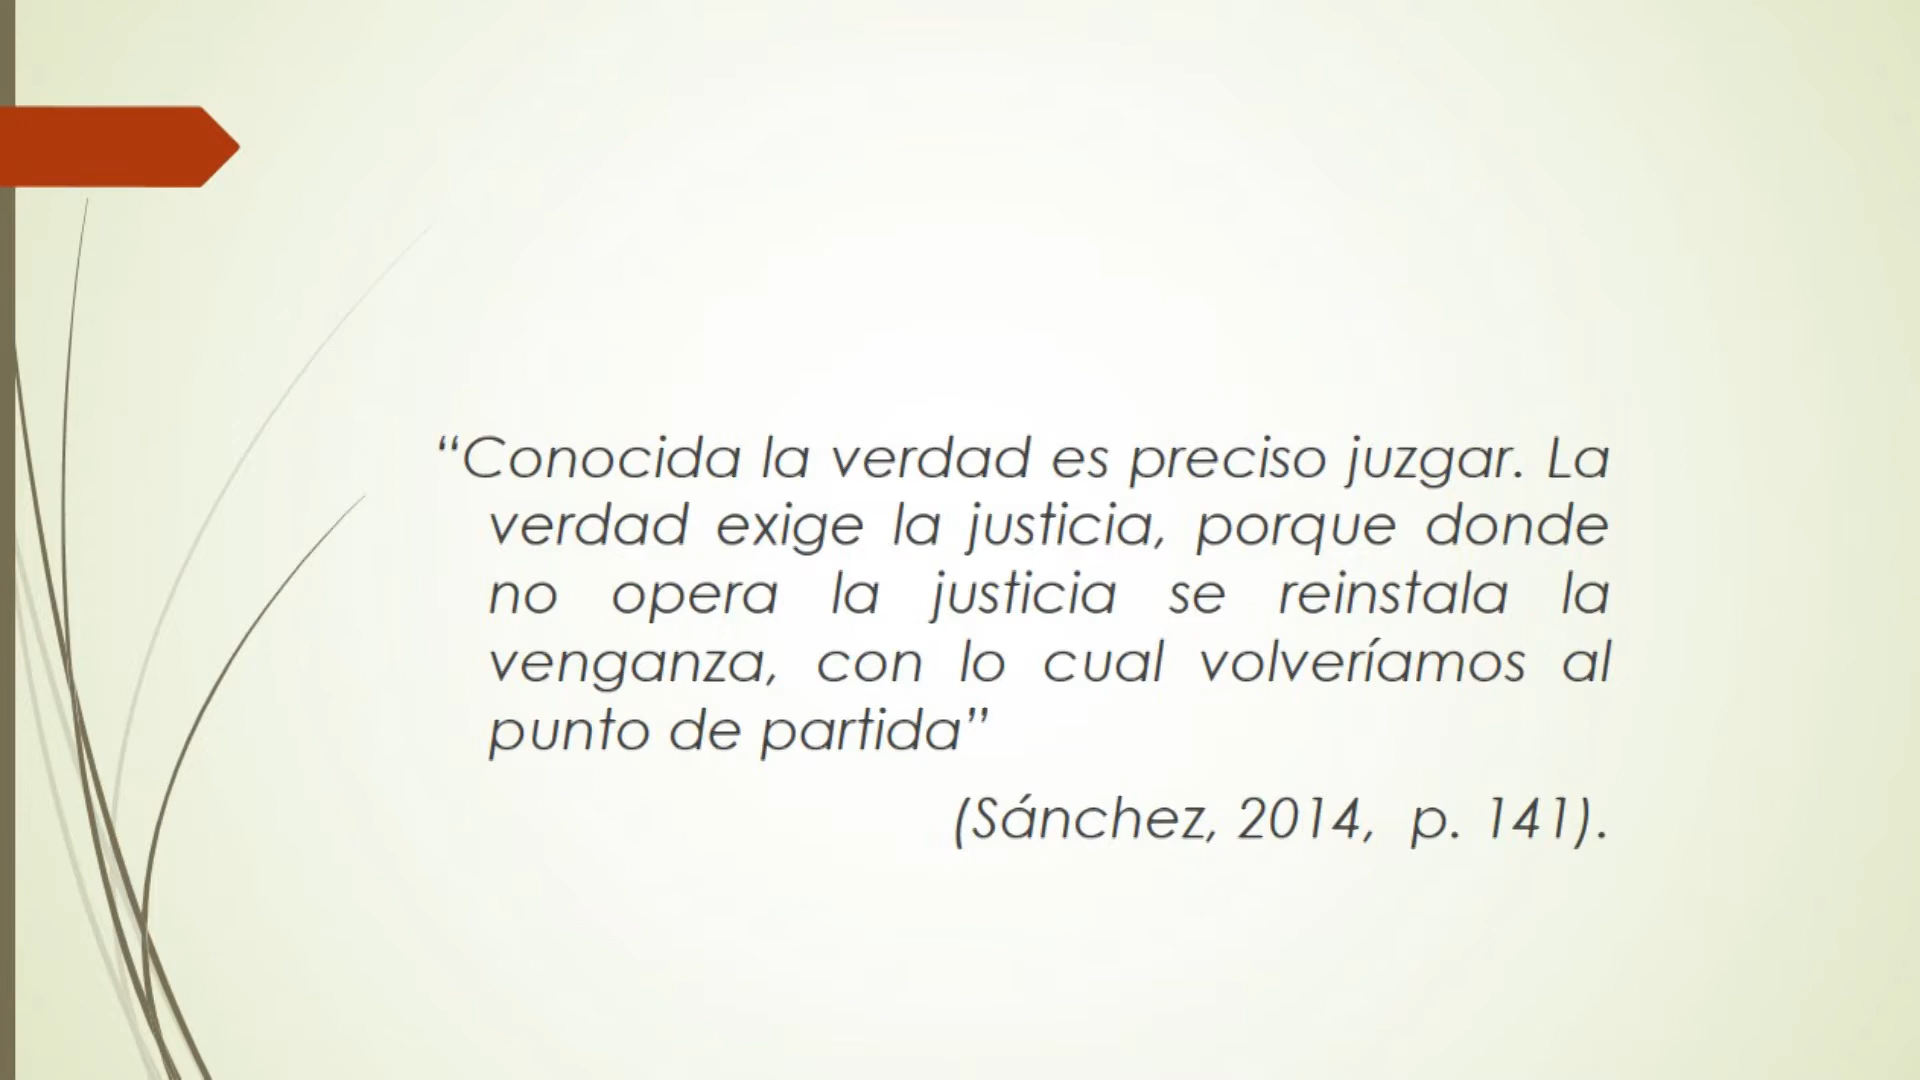 “Conocida la verdad es preciso juzgar. La
verdad exige la justicia, porque donde
no opera la justicia se reinstala la
venganza, con lo cual volveríamos al
punto de partida”
(Sánchez, 2014, p. 141).